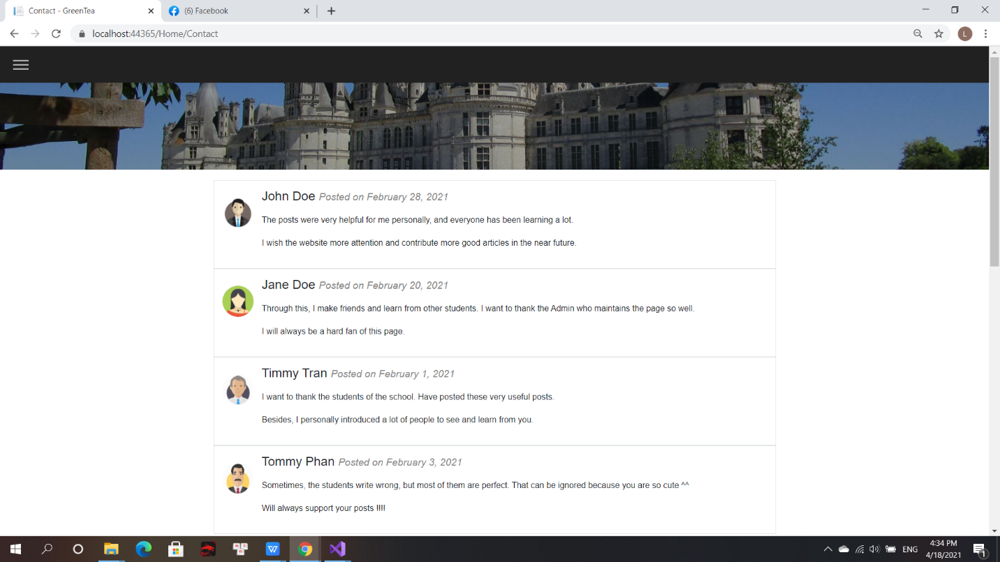 Contact - GreenTea
(6) Facebook
localhost:44365/Home/Contact
L
John Doe Posted on February 28, 2021
The posts were very helpful for me personally, and everyone has been learning a lot.
I wish the website more attention and contribute more good articles in the near future.
Jane Doe Posted on February 20, 2021
Through this, I make friends and learn from other students. I want to thank the Admin who maintains the page so well.
I will always be a hard fan of this page.
Timmy Tran Posted on February 1, 2021
I want to thank the students of the school. Have posted these very useful posts.
Besides, I personally introduced a lot of people to see and learn from you.
Tommy Phan Posted on February 3, 2021
Sometimes, the students write wrong, but most of them are perfect. That can be ignored because you are so cute ^^
Will always support your posts !!!!
W
ENG
4:34 PM
4/18/2021
1